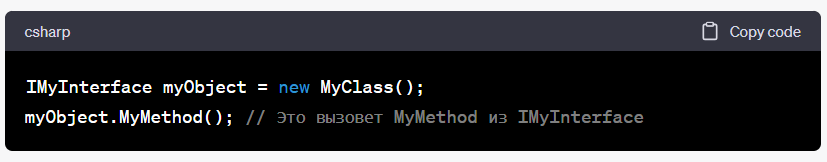 csharp
Copy code
IMyInterface myObject = new MyClass();
myObject.MyMethod(); // Это вызовет MyMethod из IMyInterface